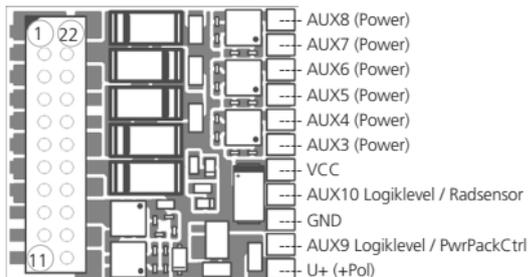 1 22
11
AUX8 (Power)
AUX7 (Power)
AUX6 (Power)
AUX5 (Power)
AUX4 (Power)
AUX3 (Power)
VCC
AUX10 Logiklevel / Radsensor
GND
AUX9 Logiklevel / PwrPackCtrl
U+ (+Pol)